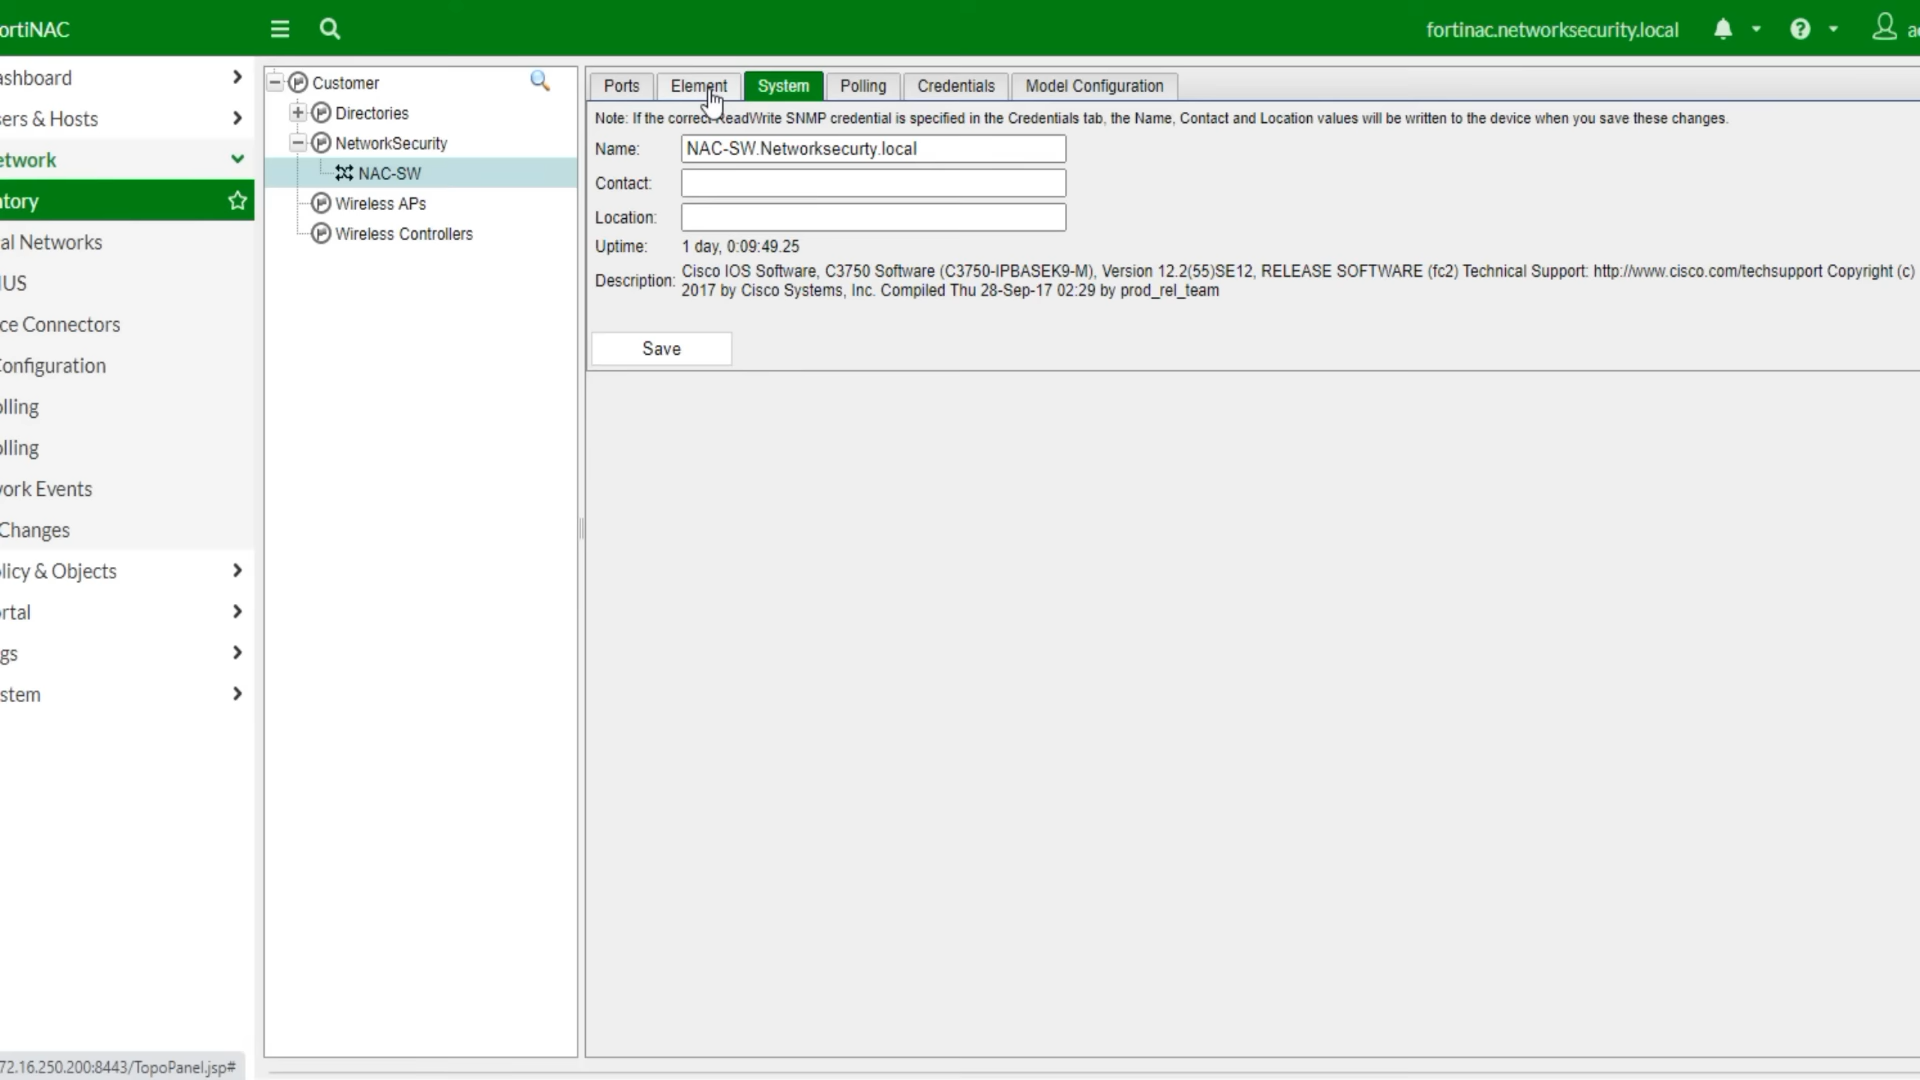 ortiNAC
fortinac.networksecurity.local
ashboard
sers & Hosts
etwork
tory
al Networks
IUS
ce Connectors
Configuration
olling
olling
vork Events
Changes
licy & Objects
ortal
gs
stem
Customer
Directories
NetworkSecurity
NAC-SW
Wireless APs
Wireless Controllers
Ports Element System Polling Credentials Model Configuration
Note: If the correct ReadWrite SNMP credential is specified in the Credentials tab, the Name, Contact and Location values will be written to the device when you save these changes.
Name: NAC-SW.Networksecurty.local
Contact:
Location:
Uptime: 1 day, 0:09:49.25
Description: Cisco IOS Software, C3750 Software (C3750-IPBASEK9-M), Version 12.2(55)SE12, RELEASE SOFTWARE (fc2) Technical Support: http://www.cisco.com/techsupport Copyright (c)
2017 by Cisco Systems, Inc. Compiled Thu 28-Sep-17 02:29 by prod_rel_team
Save
72.16.250.200:8443/TopoPanel.jsp#